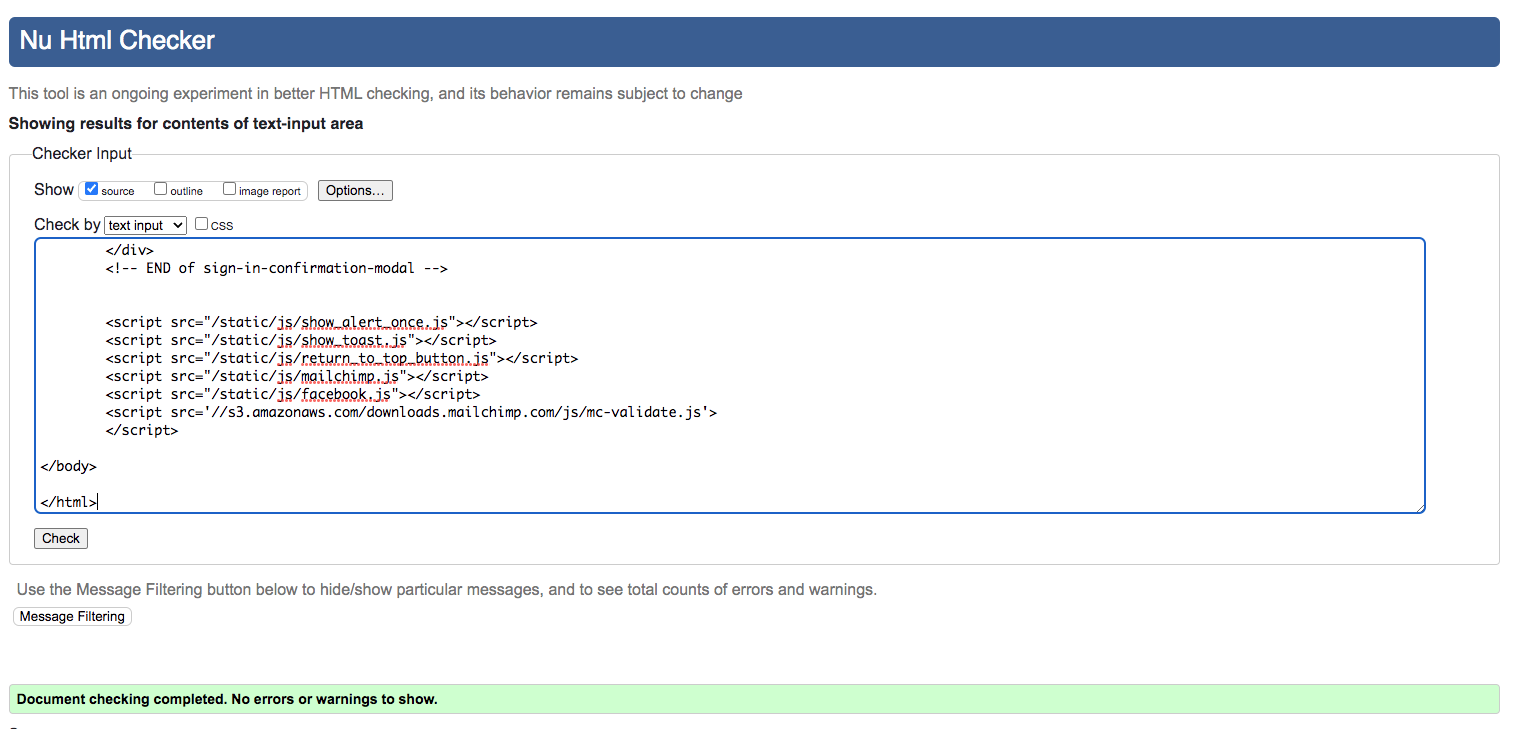 Nu Html Checker
This tool is an ongoing experiment in better HTML checking, and its behavior remains subject to change
Showing results for contents of text-input area
Checker Input
Show source outline image report Options...
Check by text input CSS
</div>
<!-- END of sign-in-confirmation-modal -->
<script src="/static/js/show_alert_once.js"></script>
<script src="/static/js/show_toast.js"></script>
<script src="/static/js/return_to_top_button.js"></script>
<script src="/static/js/mailchimp.js"></script>
<script src="/static/js/facebook.js"></script>
<script src='//s3.amazonaws.com/downloads.mailchimp.com/js/mc-validate.js'>
</script>
</body>
</html>
Check
Use the Message Filtering button below to hide/show particular messages, and to see total counts of errors and warnings.
Message Filtering
Document checking completed. No errors or warnings to show.